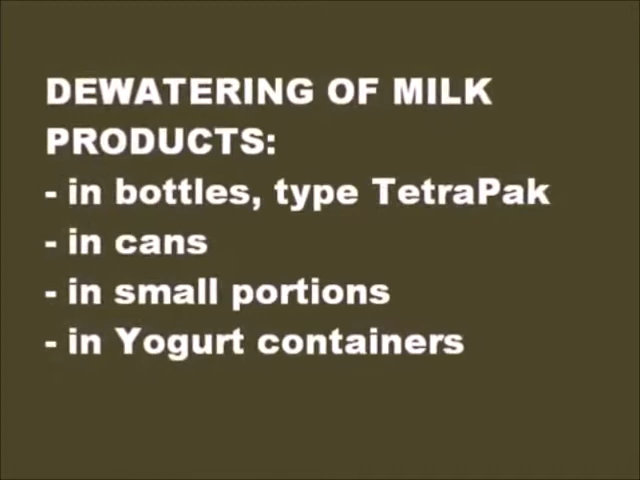 DEWATERING OF MILK
PRODUCTS:
- in bottles, type TetraPak
- in cans
- in small portions
- in Yogurt containers